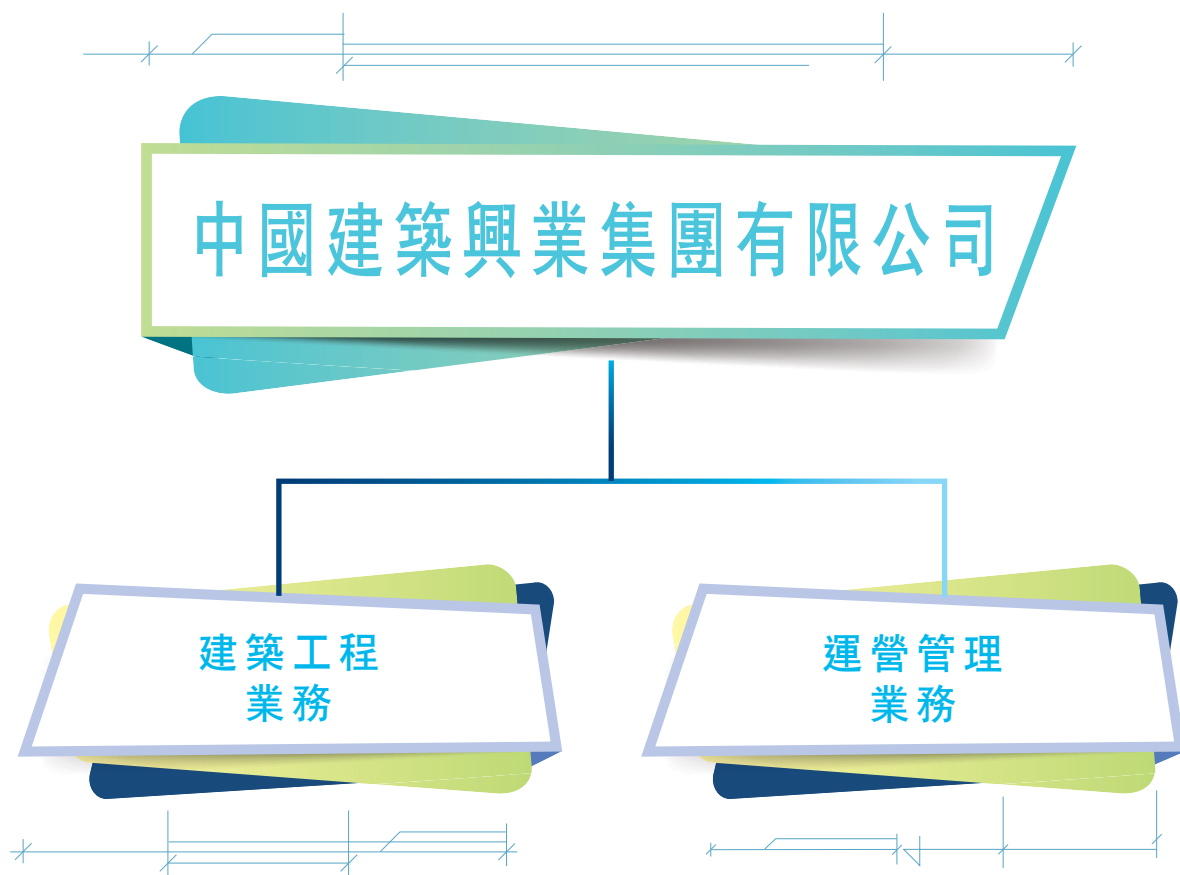 中國建築興業集團有限公司
建築工程
業務
運營管理
業務